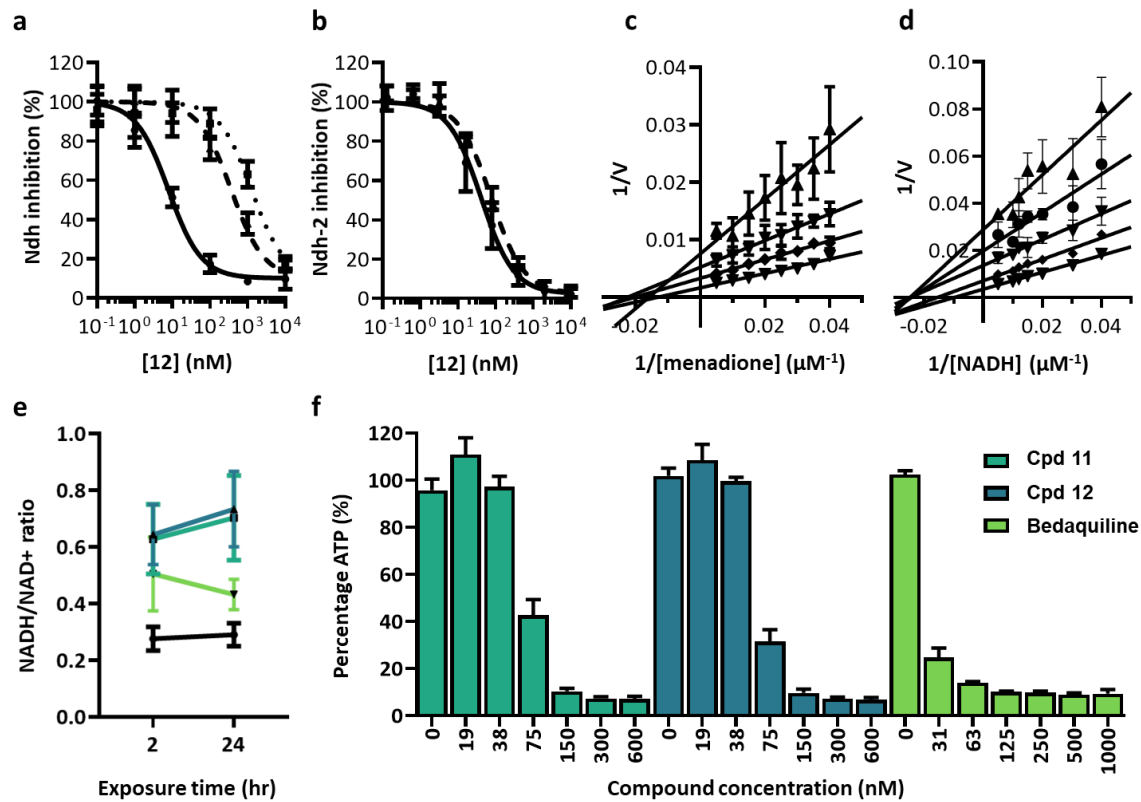 a
120
100
80
60
40
20
0
Ndh inhibition (%)
10-1 100 101 102 103 104
[12] (nM)
b
120
100
80
60
40
20
0
Ndh-2 inhibition (%)
10-1 100 101 102 103 104
[12] (nM)
c
0.04
0.03
0.02
0.01
1/V
-0.02 0.02 0.04
1/[menadione] (µM-1)
d
0.10
0.08
0.06
0.04
0.02
1/V
-0.02 0.02 0.04
1/[NADH] (µM-1)
e
1.0
0.8
0.6
0.4
0.2
0.0
NADH/NAD+ ratio
2 24
Exposure time (hr)
f
120
100
80
60
40
20
0
Percentage ATP (%)
Cpd 11
Cpd 12
Bedaquiline
0 19 38 75 150 300 600 0 19 38 75 150 300 600 0 31 63 125 250 500 1000
Compound concentration (nM)